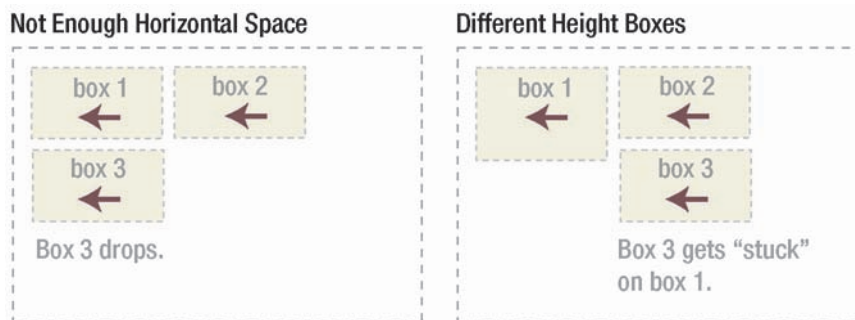 Not Enough Horizontal Space
box 1
box 2
box 3
Box 3 drops.
Different Height Boxes
box 1
box 2
box 3
Box 3 gets “stuck”
on box 1.